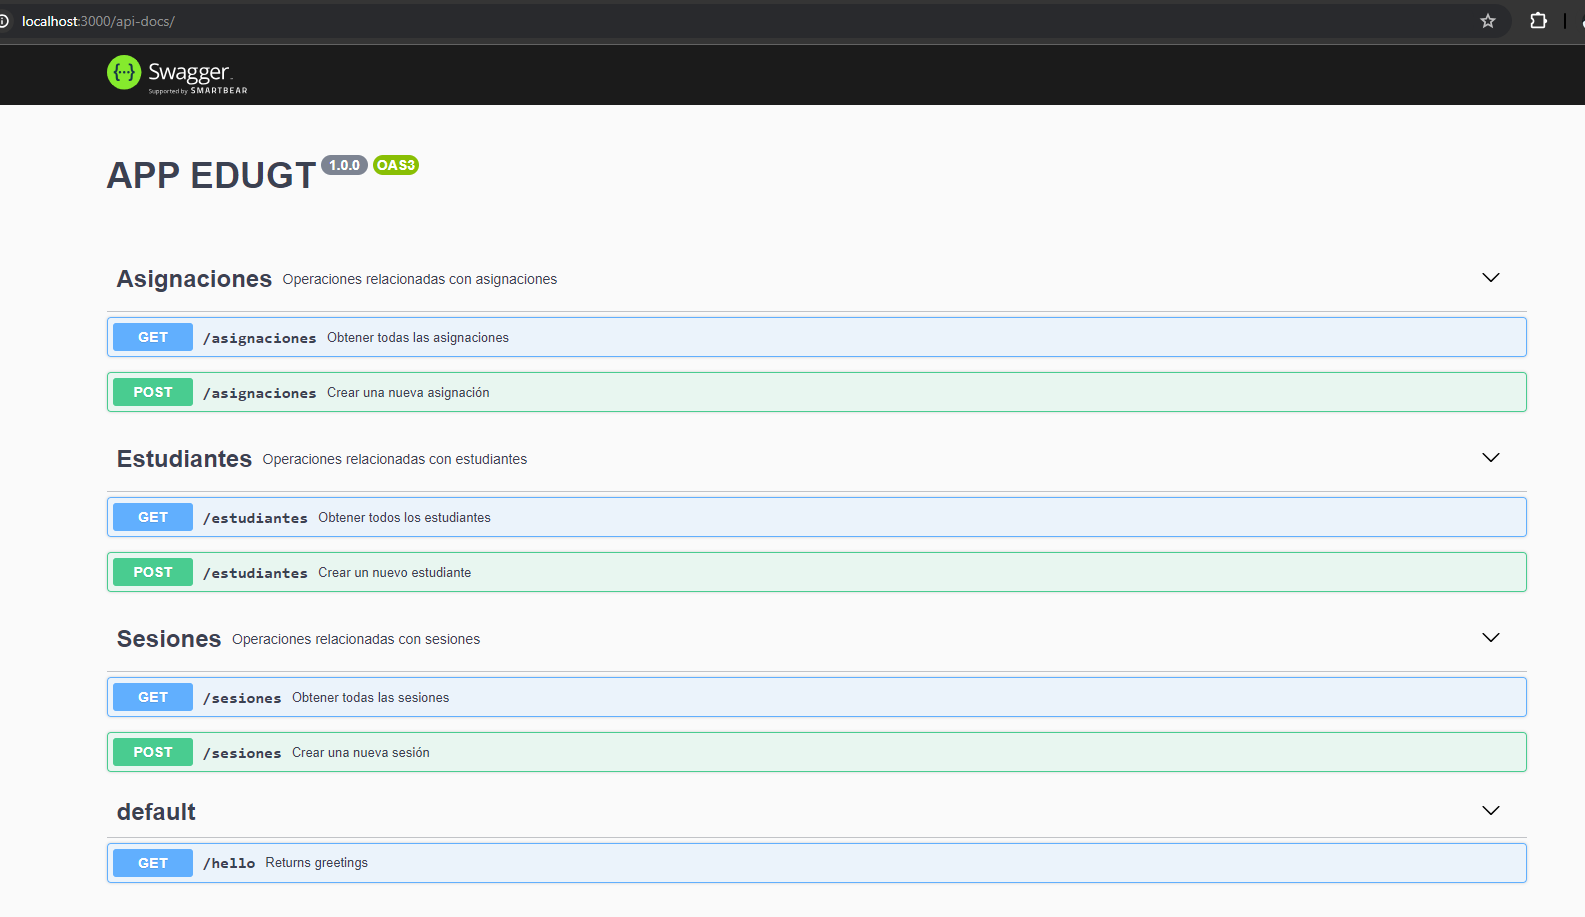 localhost:3000/api-docs/
{···} Swagger.
Supported by SMARTBEAR
APP EDUGT 1.0.0 OAS3
Asignaciones Operaciones relacionadas con asignaciones
GET /asignaciones Obtener todas las asignaciones
POST /asignaciones Crear una nueva asignación
Estudiantes Operaciones relacionadas con estudiantes
GET /estudiantes Obtener todos los estudiantes
POST /estudiantes Crear un nuevo estudiante
Sesiones Operaciones relacionadas con sesiones
GET /sesiones Obtener todas las sesiones
POST /sesiones Crear una nueva sesión
default
GET /hello Returns greetings